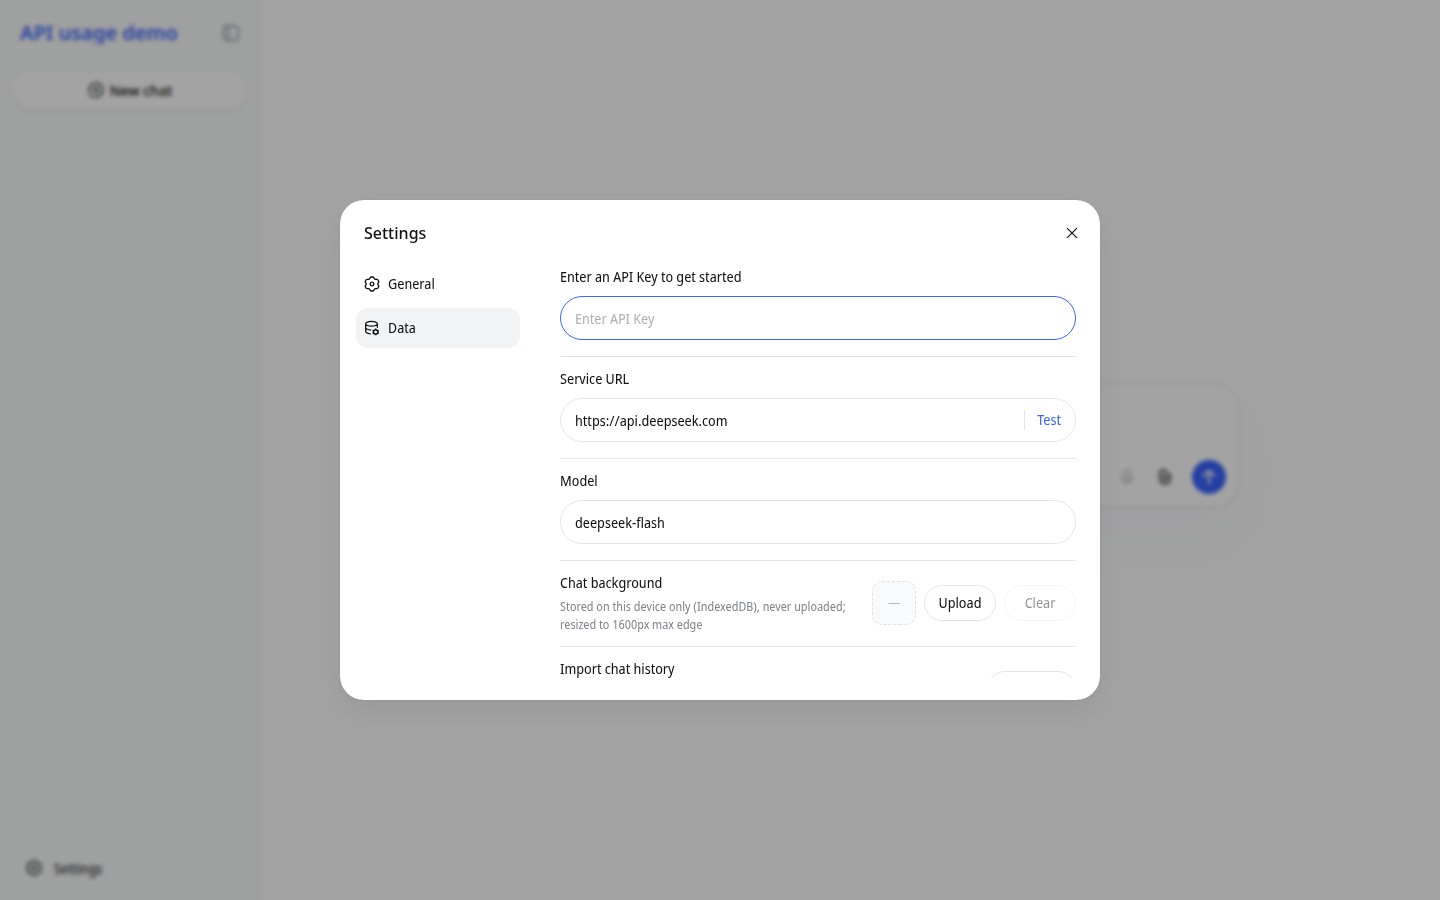 API usage demo
New chat
Settings
General
Data
Enter an API Key to get started
Enter API Key
Service URL
https://api.deepseek.com
Test
Model
deepseek-flash
Chat background
Stored on this device only (IndexedDB), never uploaded;
resized to 1600px max edge
—
Upload
Clear
Import chat history
Settings